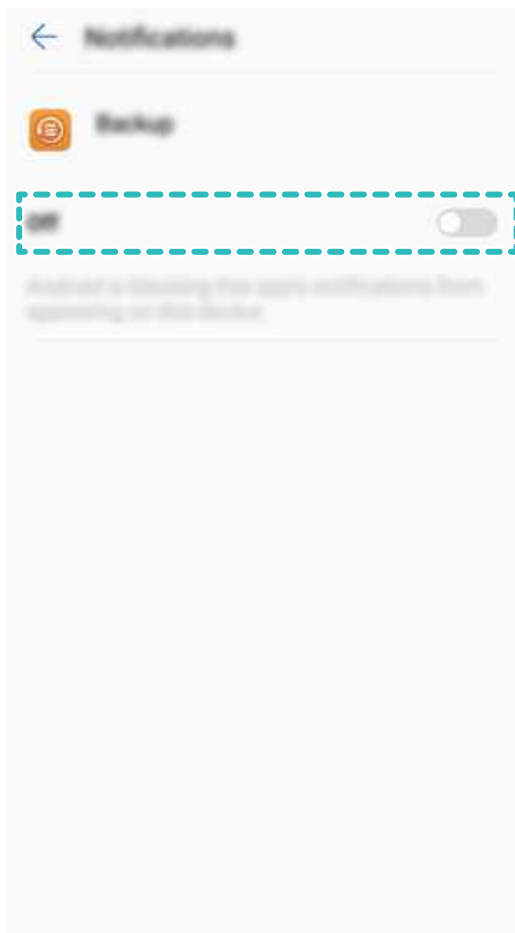 Notifications
Backup
Off
Android is blocking this app's notifications from
appearing on this device